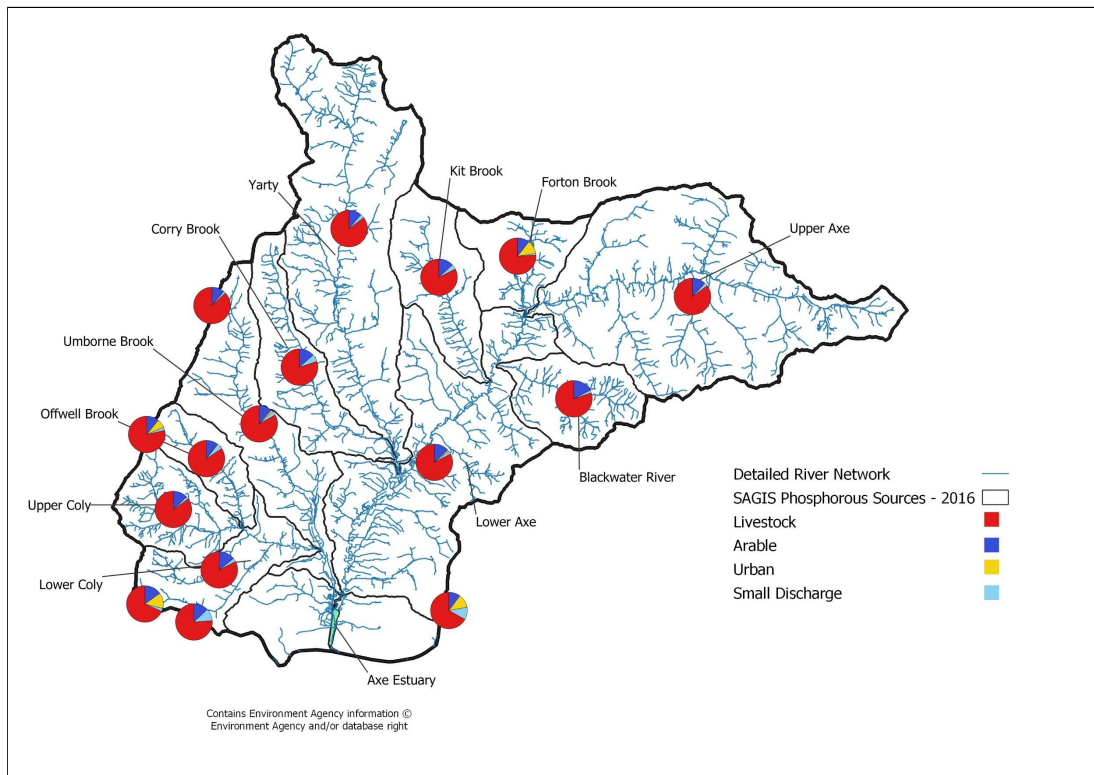 Kit Brook
Forton Brook
Yarty
Corry Brook
Upper Axe
Umborne Brook
Offwell Brook
Blackwater River
Upper Coly
Lower Axe
Lower Coly
Axe Estuary
Detailed River Network
SAGIS Phosphorous Sources - 2016
Livestock
Arable
Urban
Small Discharge
Contains Environment Agency information ©
Environment Agency and/or database right